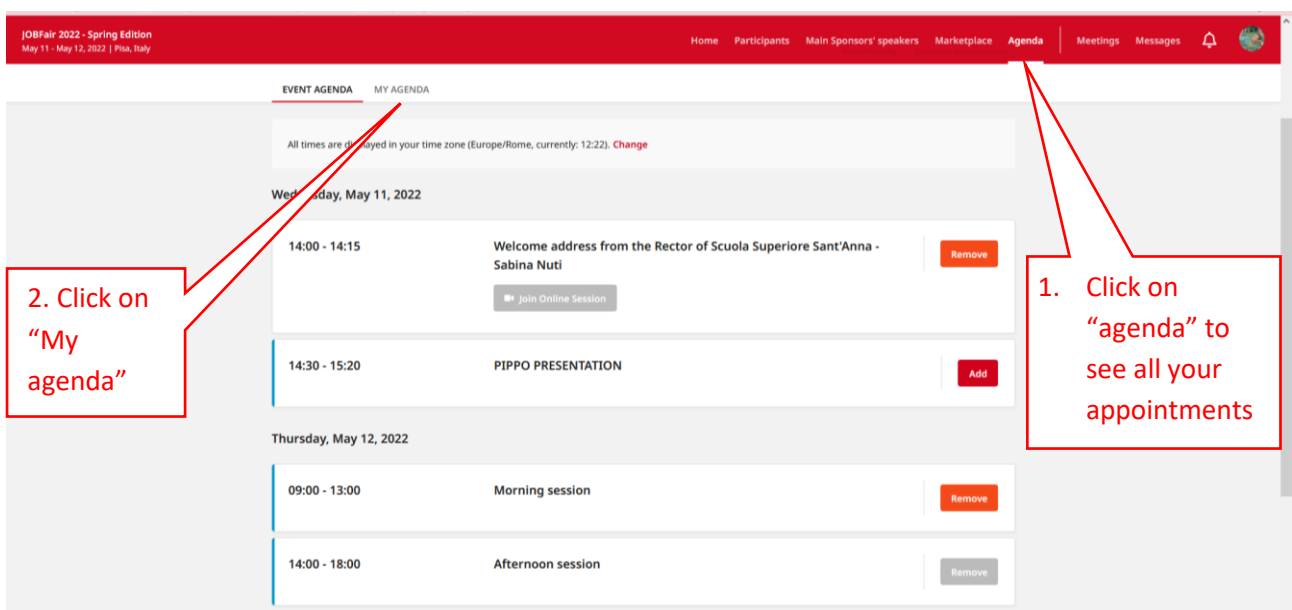 JOBFair 2022 - Spring Edition
May 11 - May 12, 2022 | Pisa, Italy
Home Participants Main Sponsors' speakers Marketplace Agenda Meetings Messages
EVENT AGENDA MY AGENDA
All times are displayed in your time zone (Europe/Rome, currently: 12:22). Change
Wednesday, May 11, 2022
14:00 - 14:15
Welcome address from the Rector of Scuola Superiore Sant'Anna -
Sabina Nuti
Remove
Join Online Session
14:30 - 15:20
PIPPO PRESENTATION
Add
Thursday, May 12, 2022
09:00 - 13:00
Morning session
Remove
14:00 - 18:00
Afternoon session
Remove
1. Click on
“agenda” to
see all your
appointments
2. Click on
“My
agenda”